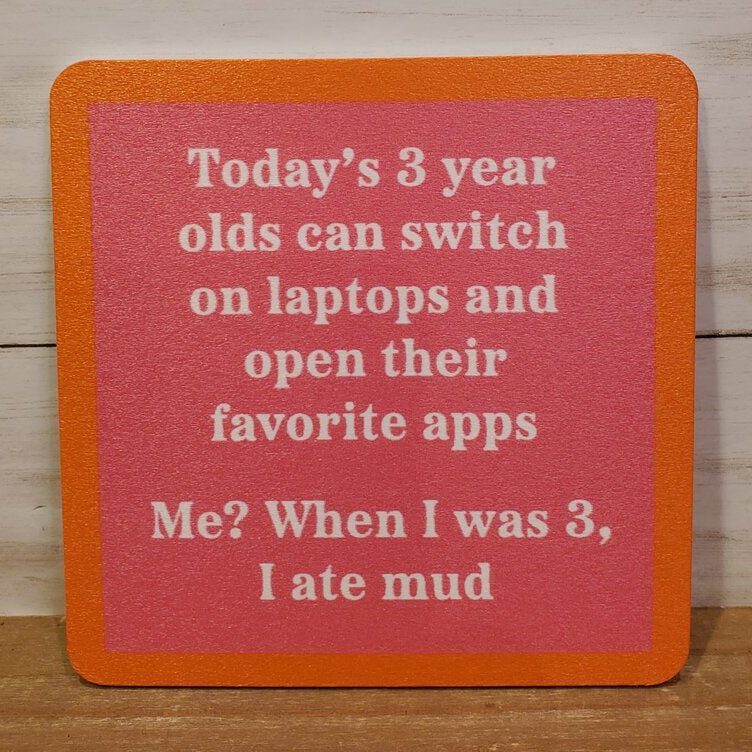 Today’s 3 year
olds can switch
on laptops and
open their
favorite apps
Me? When I was 3,
I ate mud